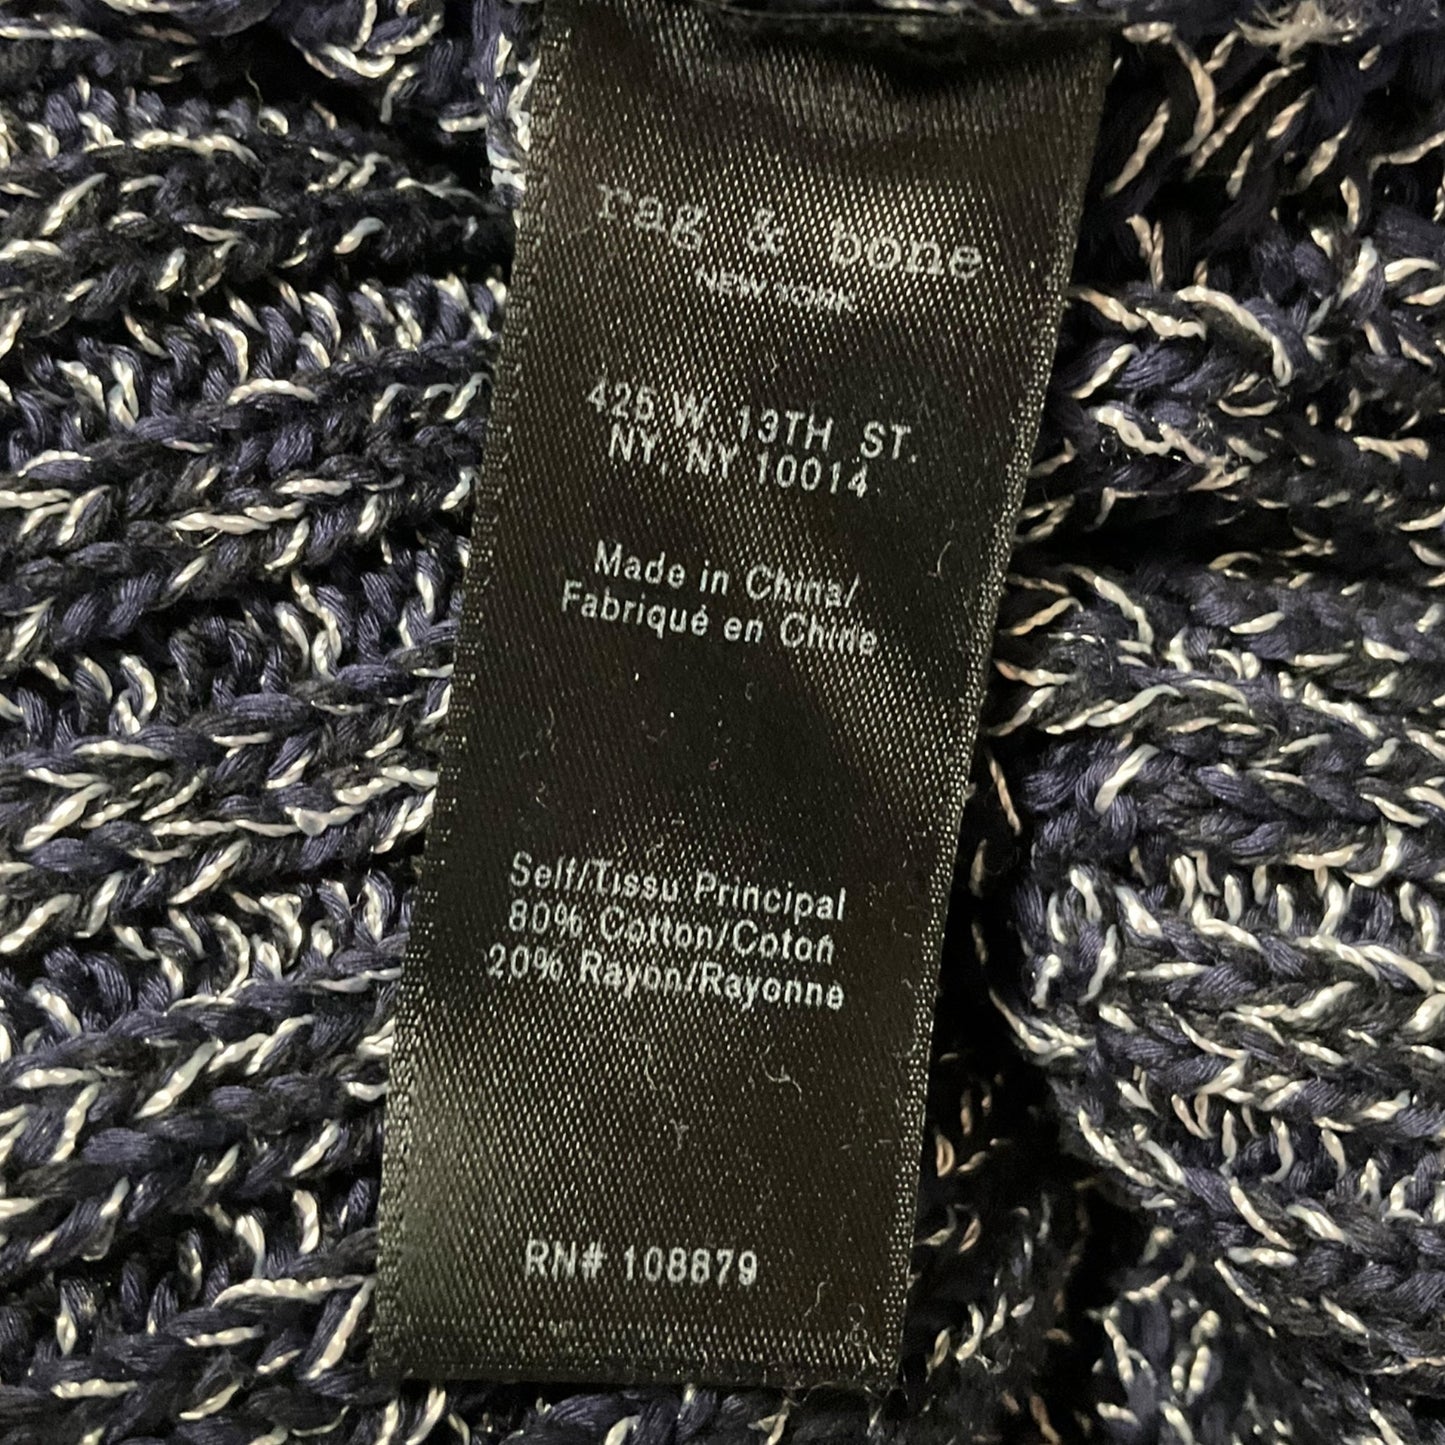 rag & bone
NEW YORK
425 W. 13TH ST.
NY, NY 10014
Made in China/
Fabriqué en Chine
Self/Tissu Principal
80% Cotton/Coton
20% Rayon/Rayonne
RN# 108879